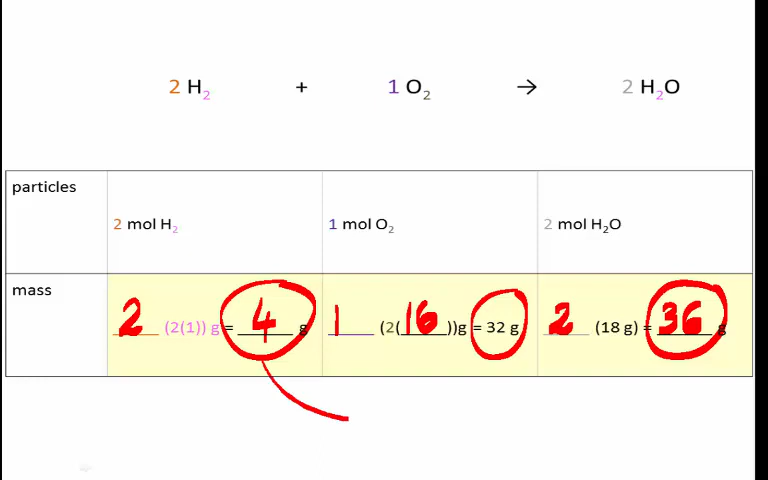 2 H2 + 1 O2 → 2 H2O
particles
2 mol H2 1 mol O2 2 mol H2O
mass
2 (2(1)) g = 4 g 1 (2(16))g = 32 g 2 (18 g) = 36 g